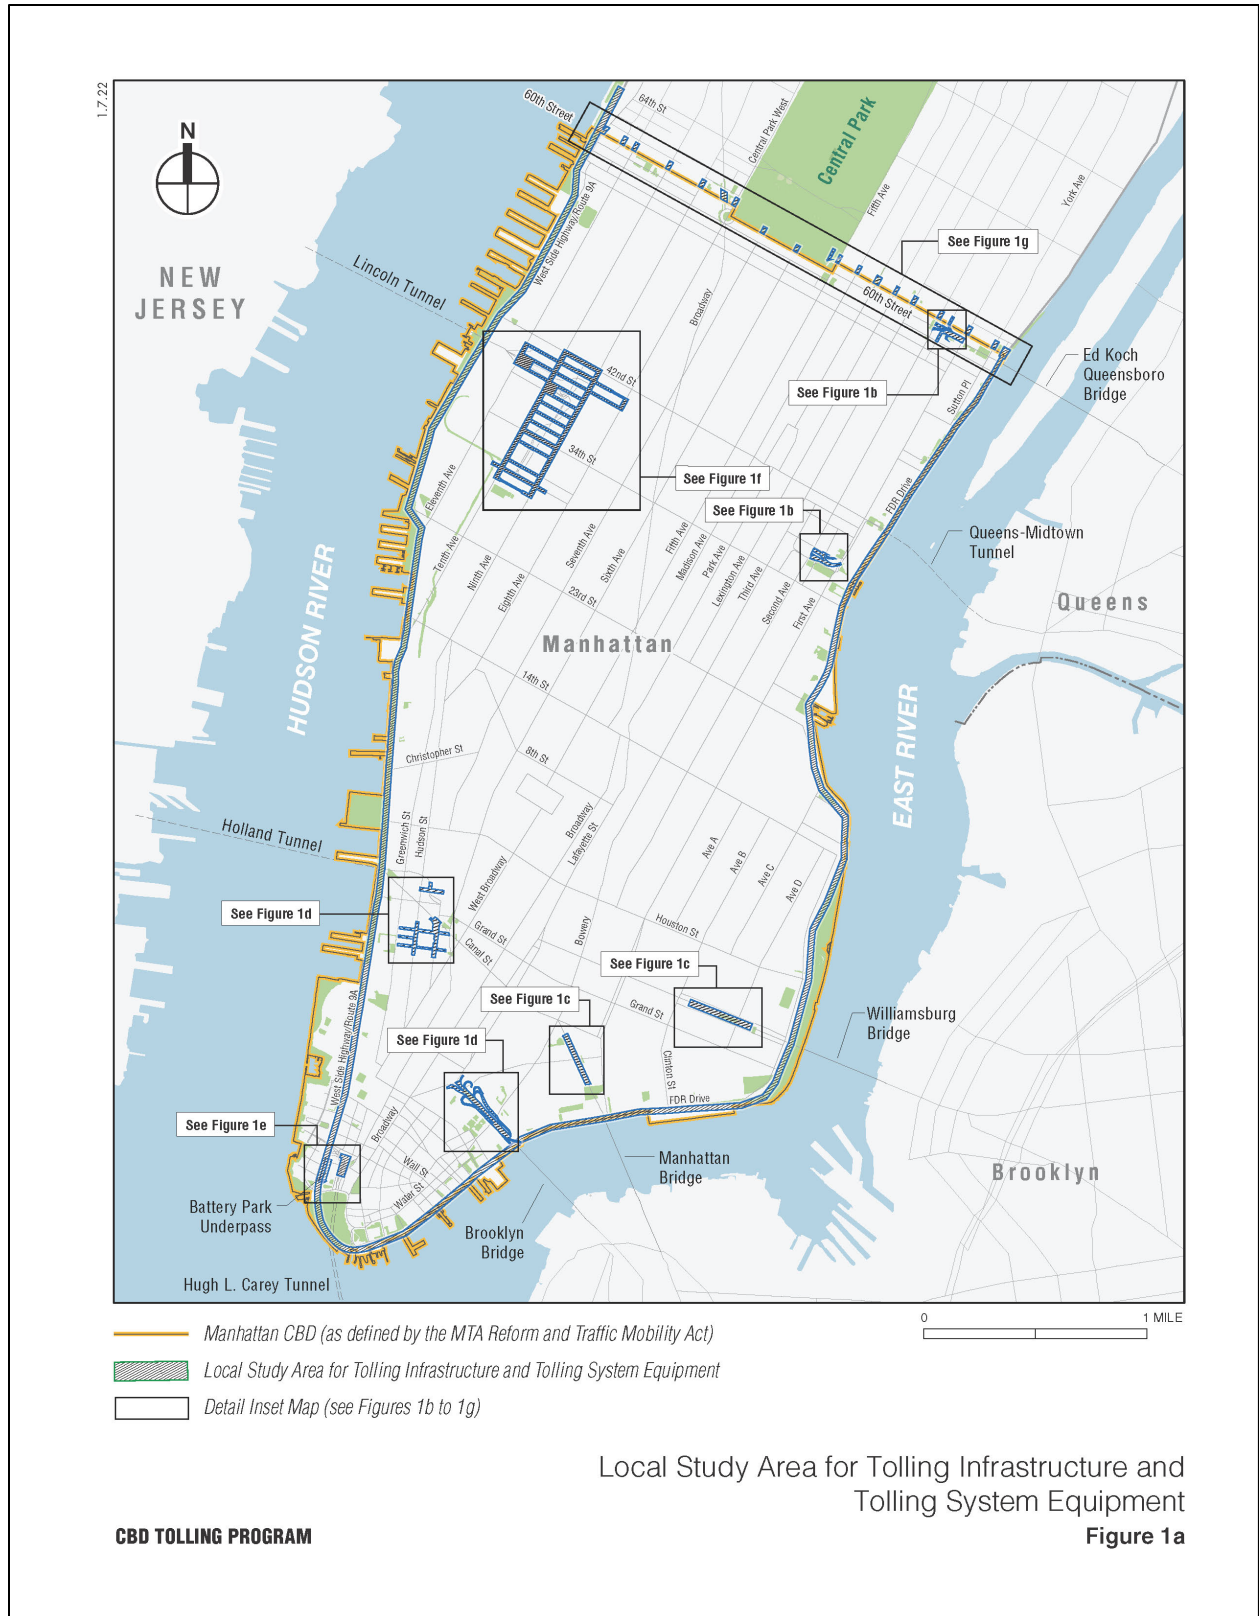 1.7.22
N
NEW
JERSEY
60th Street
64th St
Central Park West
Central Park
Fifth Ave
York Ave
See Figure 1g
West Side Highway/Route 9A
Lincoln Tunnel
Broadway
60th Street
See Figure 1b
Sutton Pl
Ed Koch
Queensboro
Bridge
42nd St
34th St
See Figure 1f
See Figure 1b
FDR Drive
Queens-Midtown
Tunnel
Queens
Eleventh Ave
Tenth Ave
Ninth Ave
Eighth Ave
Seventh Ave
Sixth Ave
Fifth Ave
Madison Ave
Park Ave
Lexington Ave
Third Ave
Second Ave
First Ave
23rd St
HUDSON RIVER
Manhattan
14th St
EAST RIVER
Christopher St
8th St
Holland Tunnel
Greenwich St
Hudson St
West Broadway
Broadway
Lafayette St
Ave A
Ave B
Ave C
Ave D
See Figure 1d
Grand St
Canal St
Bowery
Houston St
See Figure 1c
See Figure 1c
Grand St
Williamsburg
Bridge
See Figure 1d
Clinton St
FDR Drive
West Side Highway/Route 9A
See Figure 1e
Broadway
Wall St
Water St
Manhattan
Bridge
Brooklyn
Battery Park
Underpass
Brooklyn
Bridge
Hugh L. Carey Tunnel
0 1 MILE
Manhattan CBD (as defined by the MTA Reform and Traffic Mobility Act)
Local Study Area for Tolling Infrastructure and Tolling System Equipment
Detail Inset Map (see Figures 1b to 1g)
Local Study Area for Tolling Infrastructure and
Tolling System Equipment
CBD TOLLING PROGRAM
Figure 1a